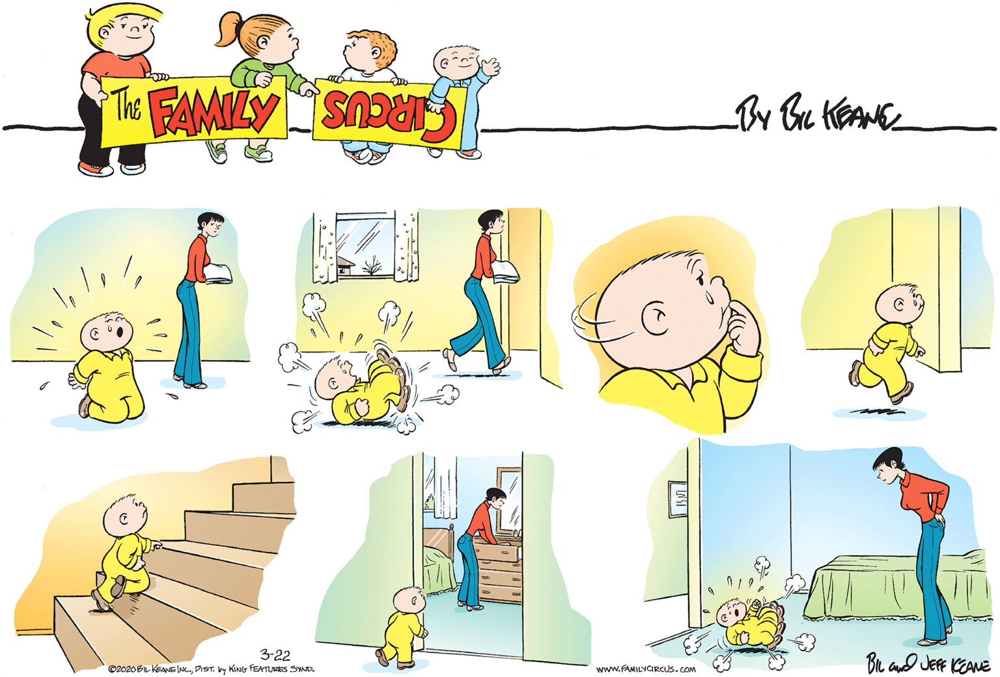 The FAMILY CIRCUS
By BIL KEANE
3-22
©2020 BIL KEANE INC., DIST. by KING FEATURES SYND.
WWW.FAMILYCIRCUS.COM
BIL and JEFF KEANE